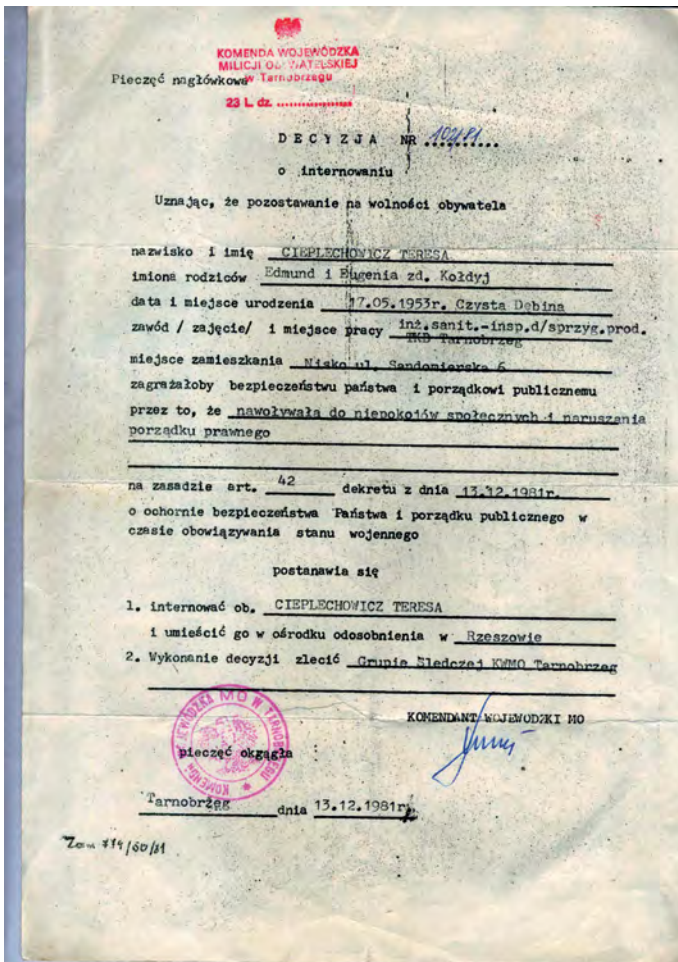 KOMENDA WOJEWÓDZKA
MILICJI OBYWATELSKIEJ
w Tarnobrzegu
Pieczęć nagłówkowa
23 L. dz. ..................
DECYZJA NR 102/81
o internowaniu
Uznając, że pozostawanie na wolności obywatela
nazwisko i imię CIEPLECHOWICZ TERESA
imiona rodziców Edmund i Eugenia zd. Kołdyj
data i miejsce urodzenia 17.05.1953r. Czysta Dębina
zawód / zajęcie/ i miejsce pracy inż.sanit.-insp.d/sprzyg.prod.
TKB Tarnobrzeg
miejsce zamieszkania Nisko ul. Sandomierska 6
zagrażałoby bezpieczeństwu państwa i porządkowi publicznemu
przez to, że nawoływała do niepokojów społecznych i naruszania
porządku prawnego
na zasadzie art. 42 dekretu z dnia 13.12.1981r.
o ochornie bezpieczeństwa Państwa i porządku publicznego w
czasie obowiązywania stanu wojennego
postanawia się
1. internować ob. CIEPLECHOWICZ TERESA
i umieścić go w ośrodku odosobnienia w Rzeszowie
2. Wykonanie decyzji zlecić Grupie Śledczej KWMO Tarnobrzeg
KOMENDANT WOJEWÓDZKI MO
pieczęć okrągła
Tarnobrzeg dnia 13.12.1981r.